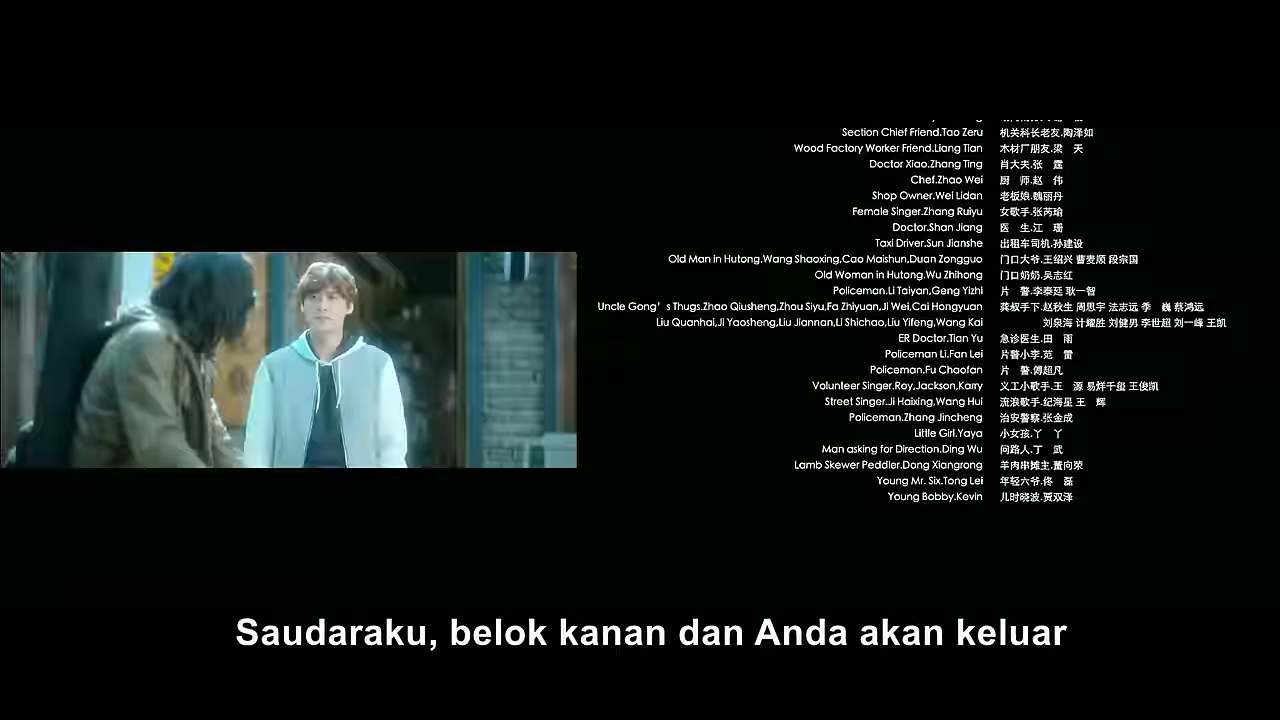 Section Chief Friend.Tao Zeru 机关科长老友.陶泽如
Wood Factory Worker Friend.Liang Tian 木材厂朋友.梁　天
Doctor Xiao.Zhang Ting 肖大夫.张　霆
Chef.Zhao Wei 厨　师.赵　伟
Shop Owner.Wei Lidan 老板娘.魏丽丹
Female Singer.Zhang Ruiyu 女歌手.张芮瑜
Doctor.Shan Jiang 医　生.江　珊
Taxi Driver.Sun Jianshe 出租车司机.孙建设
Old Man in Hutong.Wang Shaoxing,Cao Maishun,Duan Zongguo 门口大爷.王绍兴 曹麦顺 段宗国
Old Woman in Hutong.Wu Zhihong 门口奶奶.吴志红
Policeman.Li Taiyan,Geng Yizhi 片　警.李泰延 耿一智
Uncle Gong's Thugs.Zhao Qiusheng,Zhou Siyu,Fa Zhiyuan,Ji Wei,Cai Hongyuan 龚叔手下.赵秋生 周思宇 法志远 季　巍 蔡鸿远
Liu Quanhai,Ji Yaosheng,Liu Jiannan,Li Shichao,Liu Yifeng,Wang Kai 刘泉海 计耀胜 刘健男 李世超 刘一峰 王凯
ER Doctor.Tian Yu 急诊医生.田　雨
Policeman Li.Fan Lei 片警小李.范　雷
Policeman.Fu Chaofan 片　警.傅超凡
Volunteer Singer.Roy,Jackson,Karry 义工小歌手.王　源 易烊千玺 王俊凯
Street Singer.Ji Haixing,Wang Hui 流浪歌手.纪海星 王　辉
Policeman.Zhang Jincheng 治安警察.张金成
Little Girl.Yaya 小女孩.丫　丫
Man asking for Direction.Ding Wu 问路人.丁　武
Lamb Skewer Peddler.Dong Xiangrong 羊肉串摊主.董向荣
Young Mr. Six.Tong Lei 年轻六爷.佟　磊
Young Bobby.Kevin 儿时晓波.贾双泽
Saudaraku, belok kanan dan Anda akan keluar